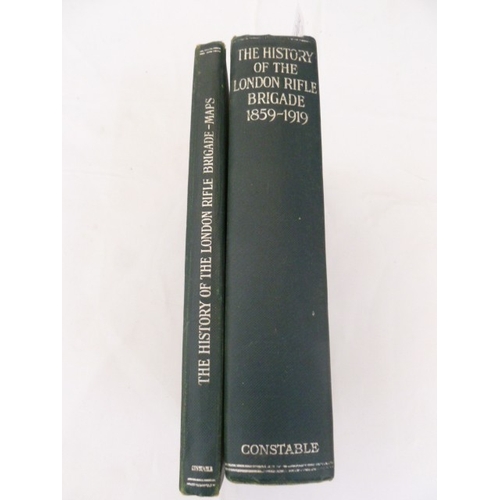 THE HISTORY OF THE LONDON RIFLE BRIGADE-MAPS
THE HISTORY
OF THE
LONDON RIFLE
BRIGADE
1859-1919
CONSTABLE